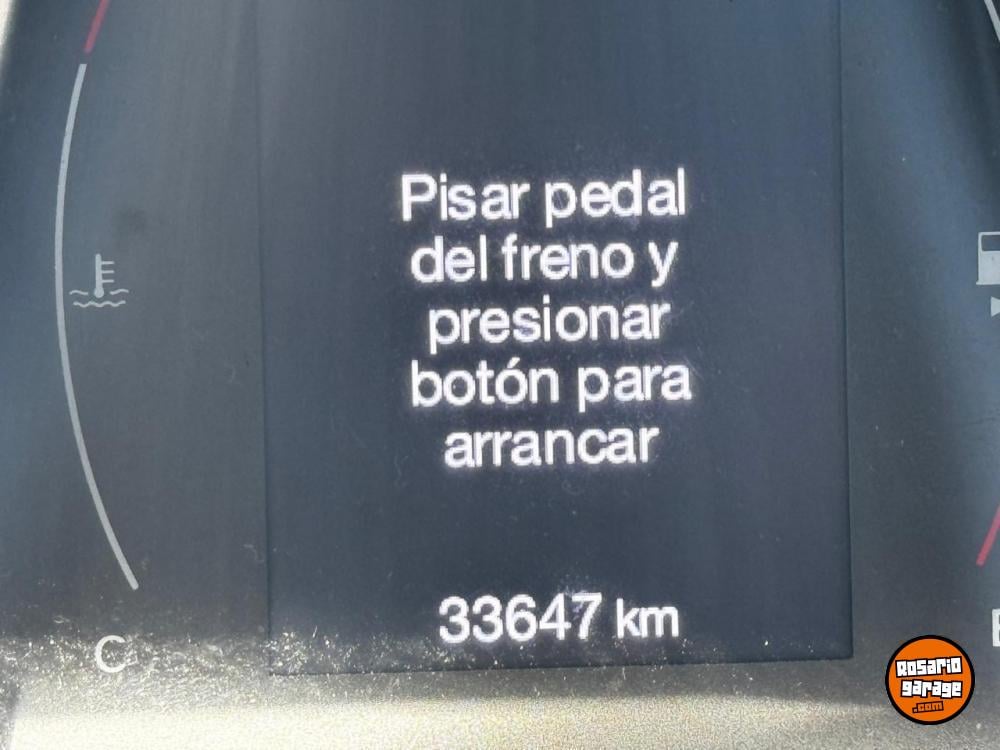 Pisar pedal
del freno y
presionar
botón para
arrancar
33647 km
C
Rosario
garage
.com